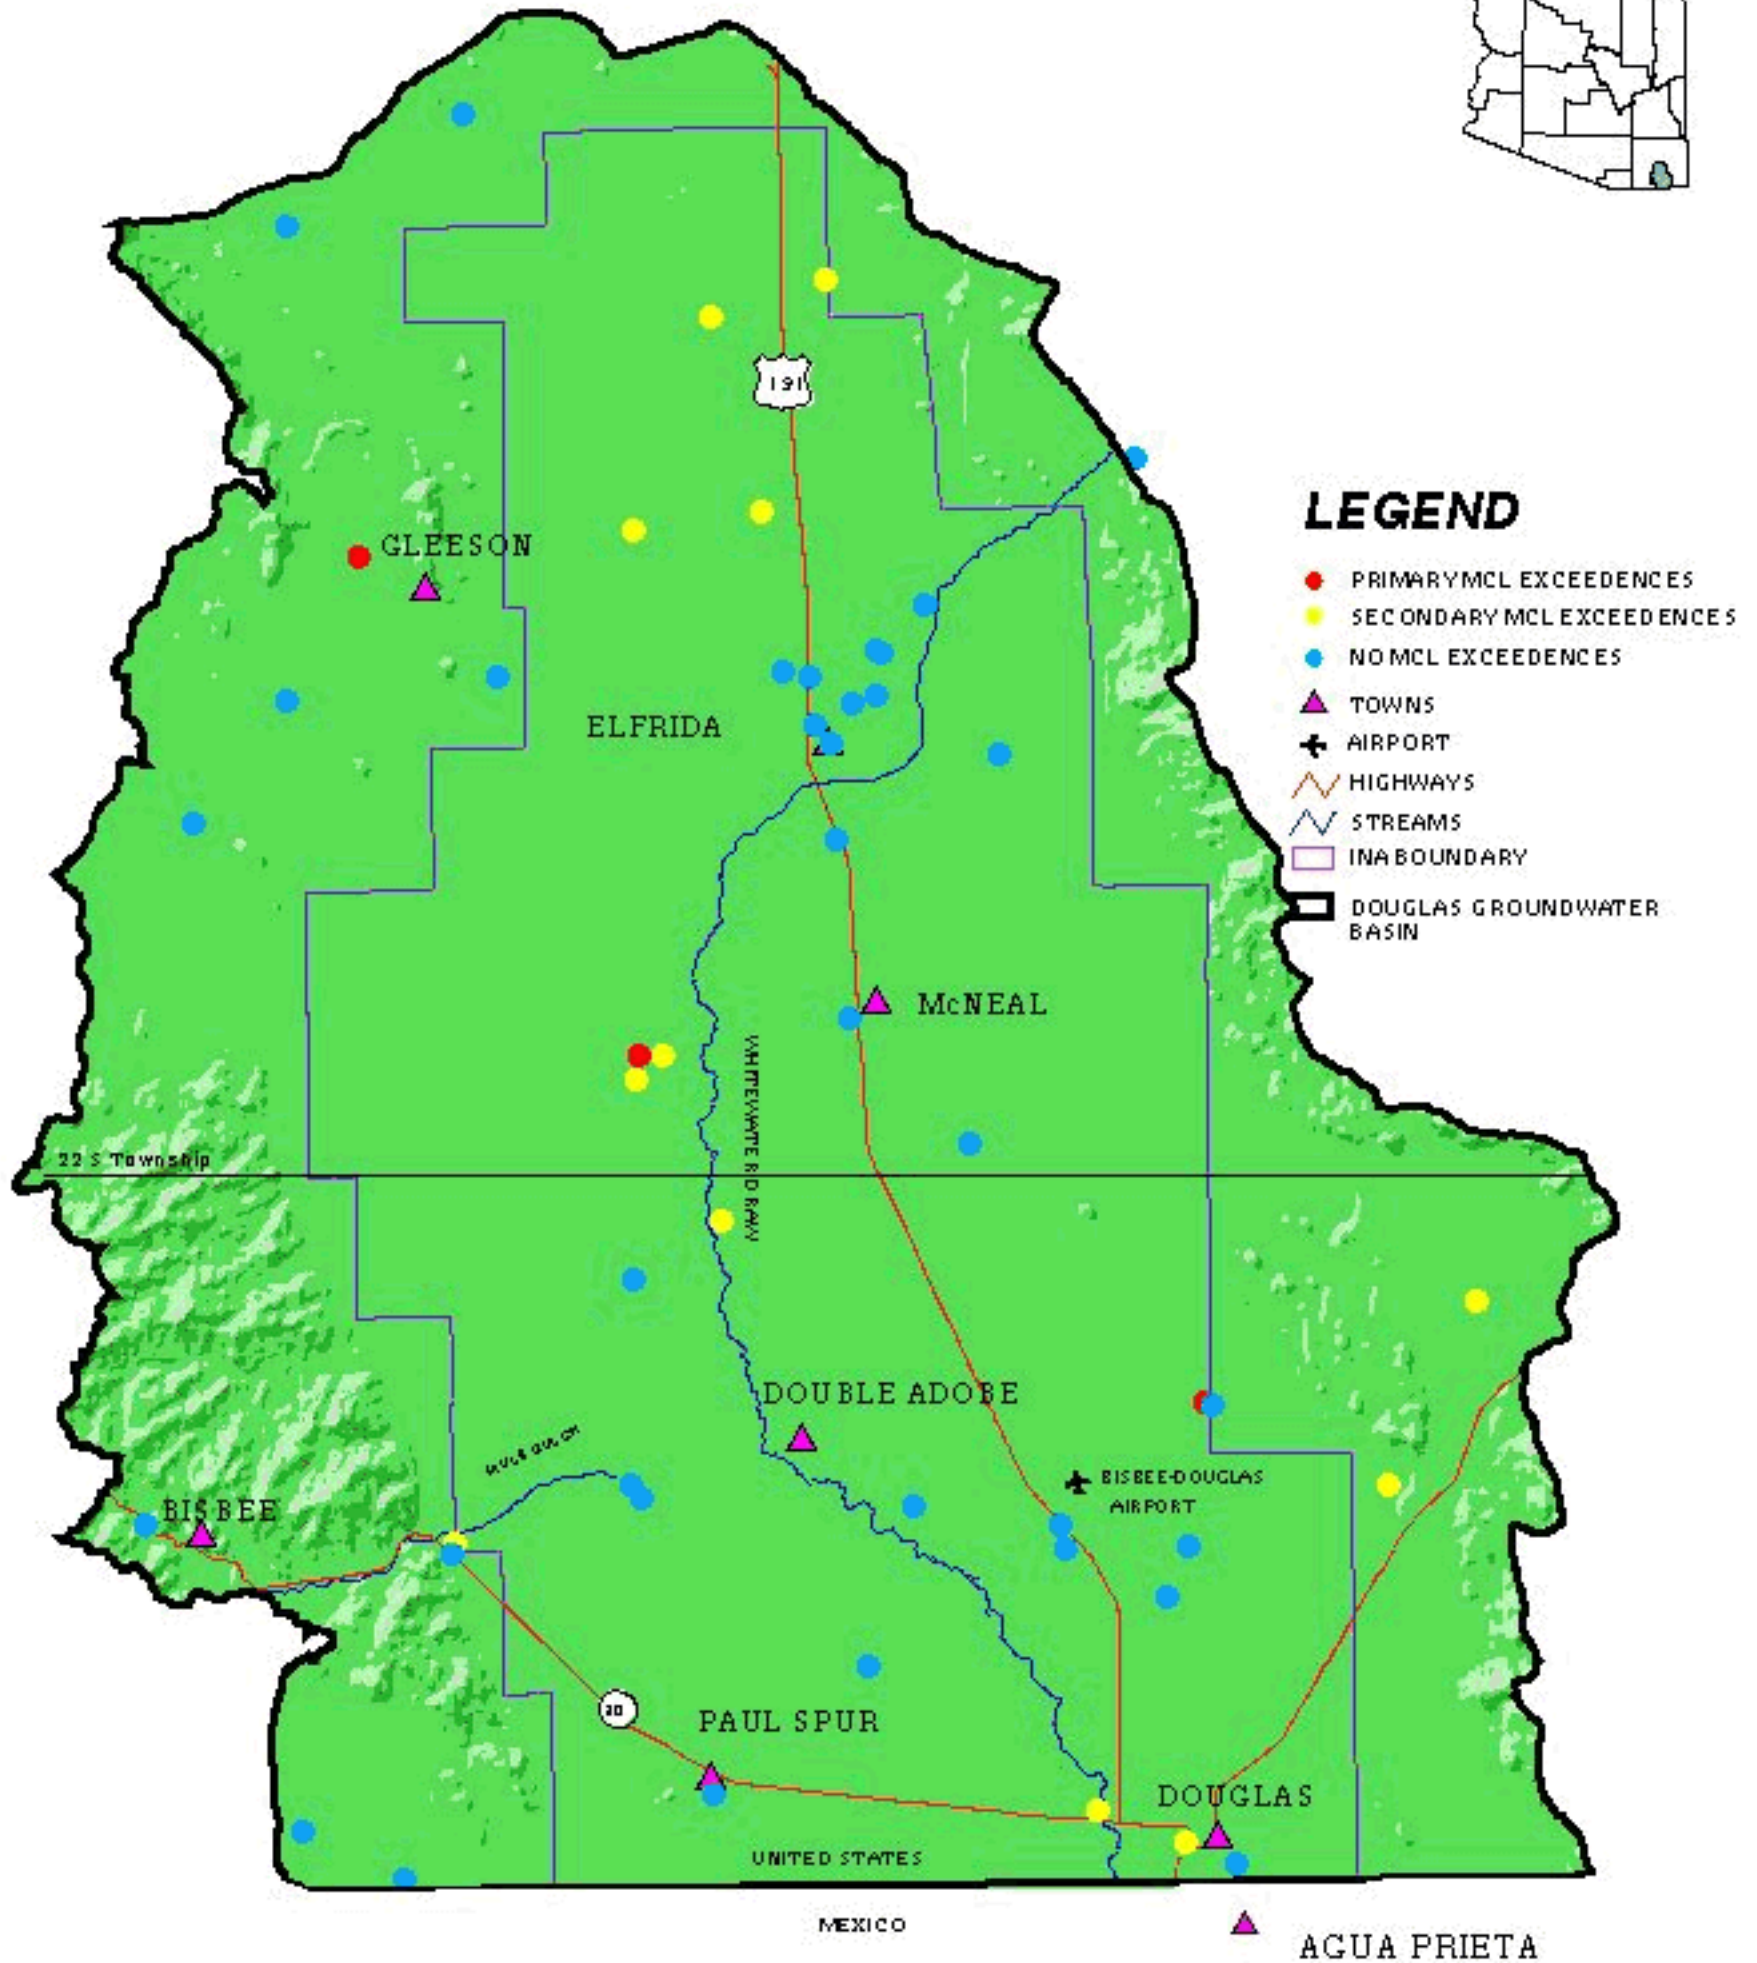 191
LEGEND
PRIMARY MCL EXCEEDENCES
SECONDARY MCL EXCEEDENCES
NO MCL EXCEEDENCES
TOWNS
AIRPORT
HIGHWAYS
STREAMS
INA BOUNDARY
DOUGLAS GROUNDWATER
BASIN
GLEESON
ELFRIDA
McNEAL
WHITEWATER DRAW
22 S Township
DOUBLE ADOBE
MULE GULCH
BISBEE-DOUGLAS
AIRPORT
BISBEE
80
PAUL SPUR
DOUGLAS
UNITED STATES
MEXICO
AGUA PRIETA